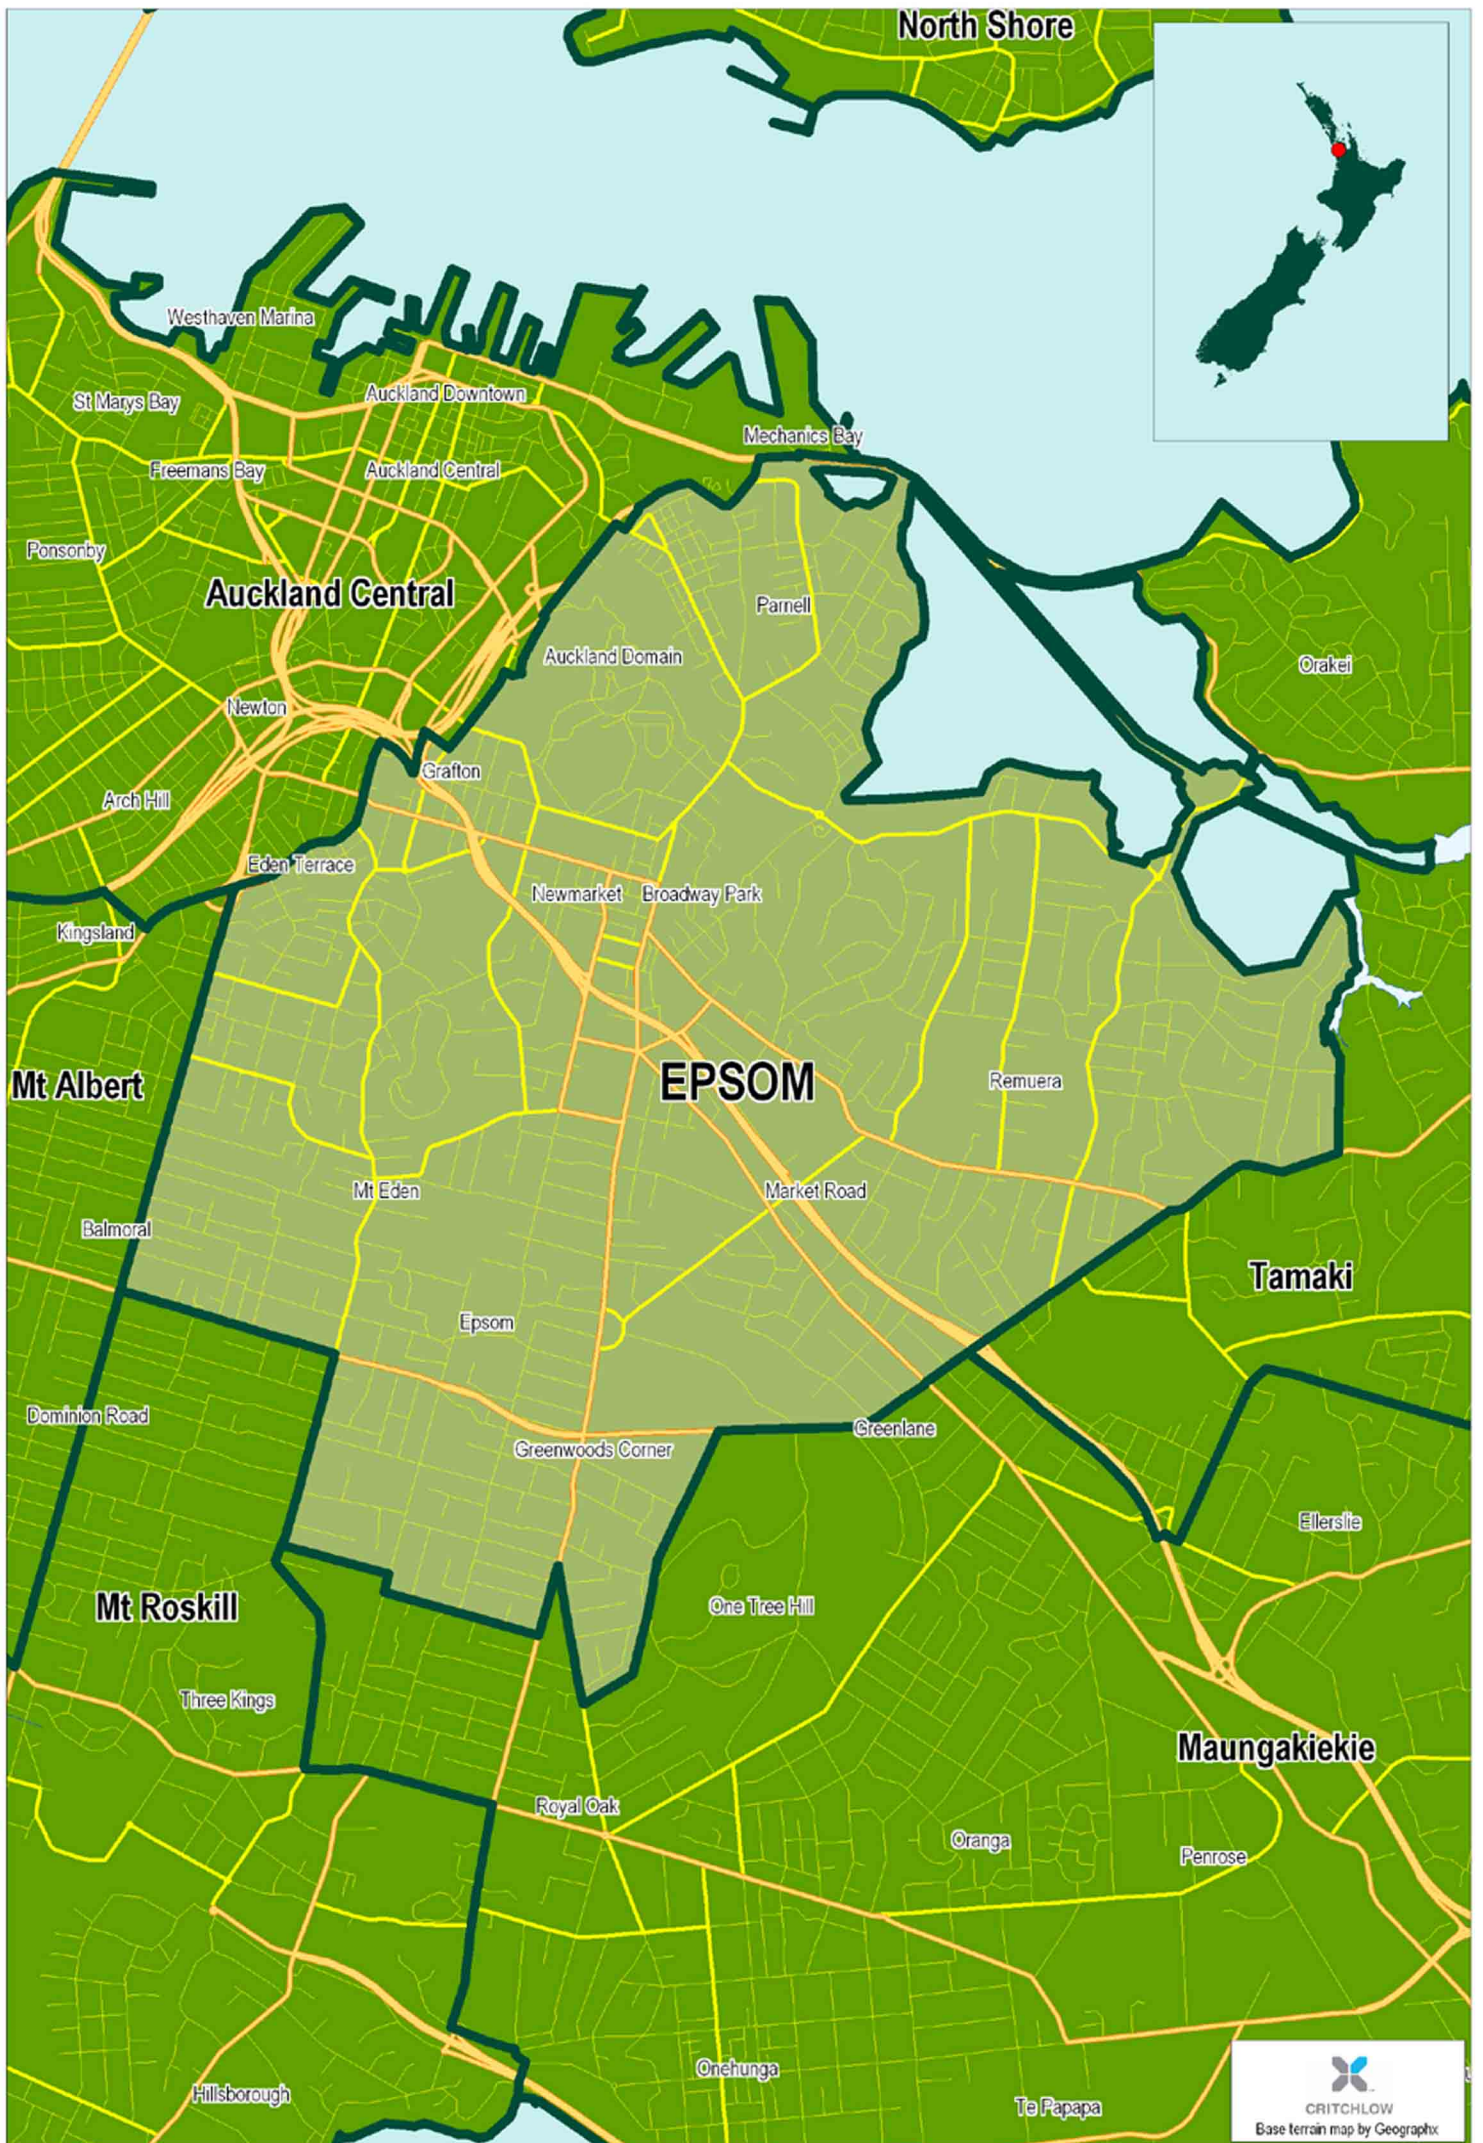 North Shore
Westhaven Marina
St Marys Bay
Auckland Downtown
Mechanics Bay
Freemans Bay
Auckland Central
Ponsonby
Auckland Central
Parnell
Auckland Domain
Orakei
Newton
Grafton
Arch Hill
Eden Terrace
Newmarket
Broadway Park
Kingsland
EPSOM
Mt Albert
Remuera
Mt Eden
Market Road
Balmoral
Tamaki
Epsom
Dominion Road
Greenlane
Greenwoods Corner
Ellerslie
Mt Roskill
One Tree Hill
Three Kings
Maungakiekie
Royal Oak
Oranga
Penrose
Onehunga
Hillsborough
Te Papapa
CRITCHLOW
Base terrain map by Geographx